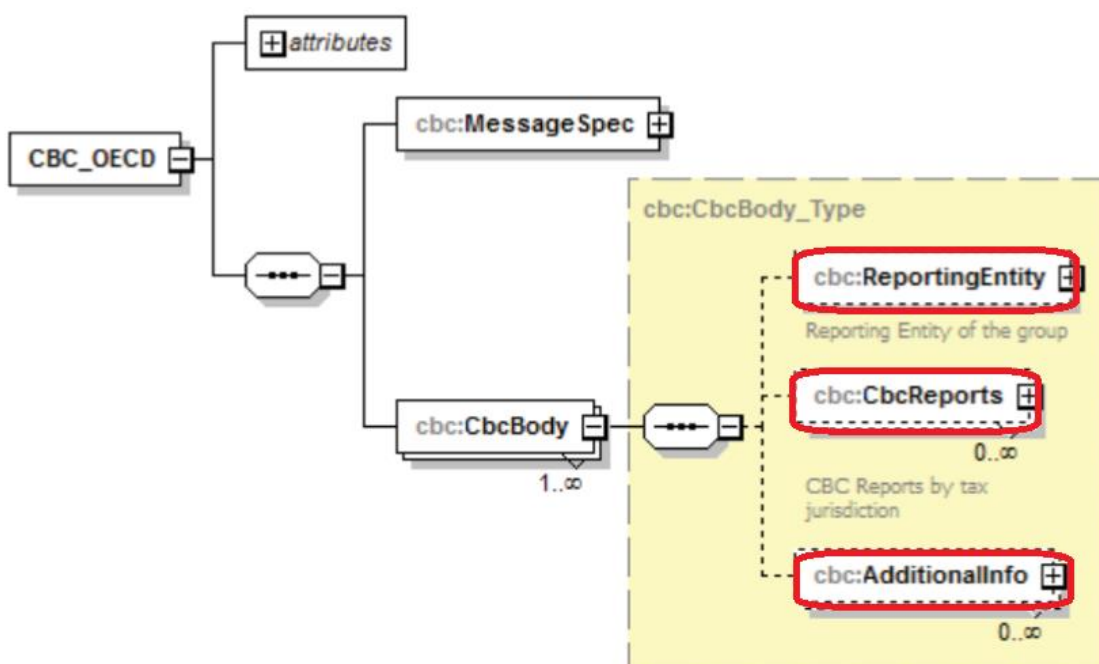 attributes
cbc:MessageSpec
CBC_OECD
cbc:CbcBody_Type
cbc:ReportingEntity
Reporting Entity of the group
cbc:CbcReports
0..∞
cbc:CbcBody
1..∞
CBC Reports by tax
jurisdiction
cbc:AdditionalInfo
0..∞